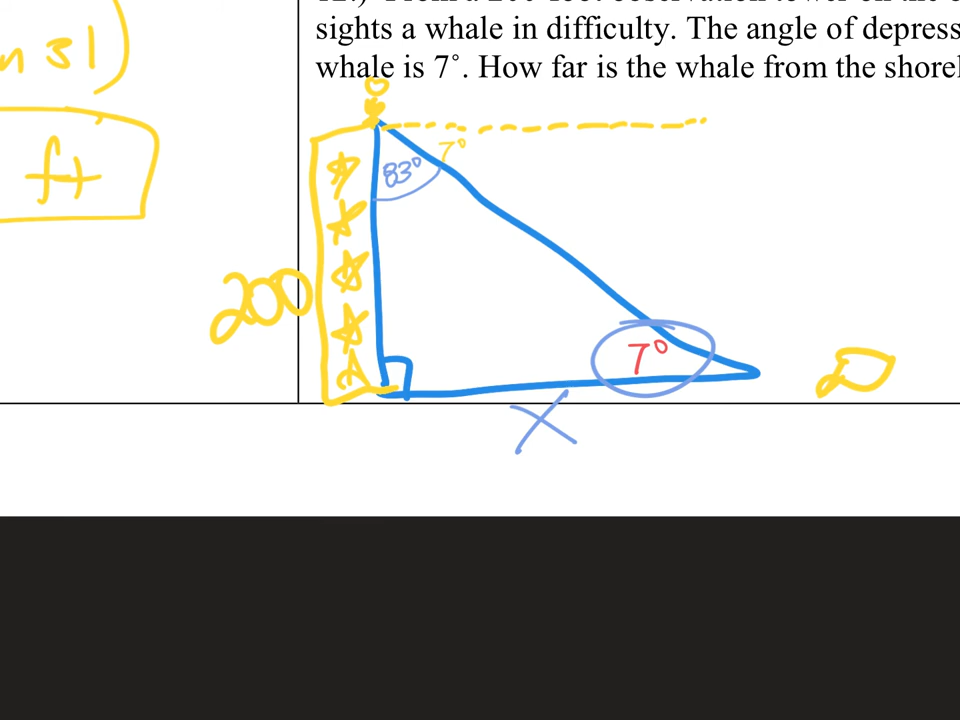 sights a whale in difficulty. The angle of depress
whale is 7˚. How far is the whale from the shorel
n 31)
ft
7°
83°
200
7°
X